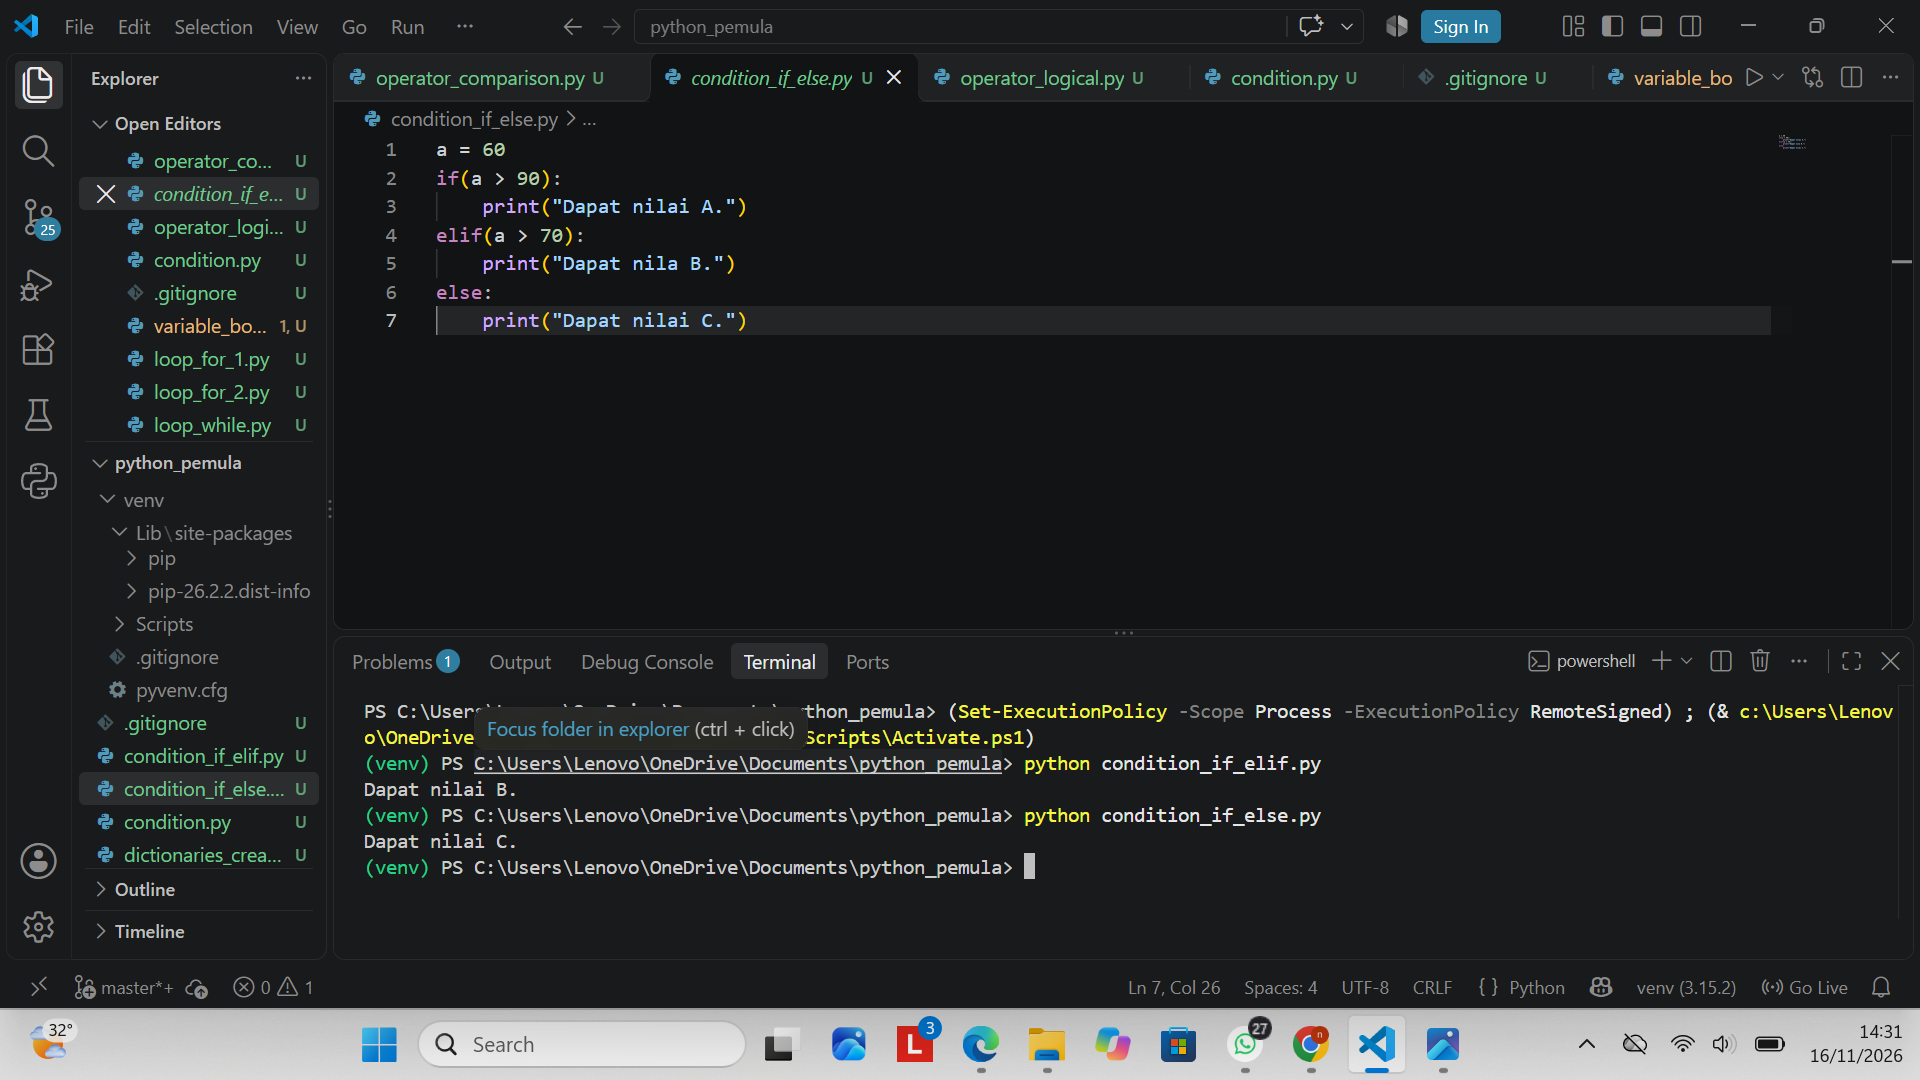 File Edit Selection View Go Run ··· python_pemula Sign In
Explorer ···
Open Editors
operator_co... U
condition_if_e... U
operator_logi... U
condition.py U
.gitignore U
variable_bo... 1, U
loop_for_1.py U
loop_for_2.py U
loop_while.py U
python_pemula
venv
Lib\site-packages
pip
pip-26.2.2.dist-info
Scripts
.gitignore
pyvenv.cfg
.gitignore U
condition_if_elif.py U
condition_if_else.... U
condition.py U
dictionaries_crea... U
Outline
Timeline
25
operator_comparison.py U condition_if_else.py U operator_logical.py U condition.py U .gitignore U variable_bo
condition_if_else.py > ...
1 a = 60
2 if(a > 90):
3 print("Dapat nilai A.")
4 elif(a > 70):
5 print("Dapat nila B.")
6 else:
7 print("Dapat nilai C.")
Problems 1 Output Debug Console Terminal Ports powershell
PS C:\Users thon_pemula> (Set-ExecutionPolicy -Scope Process -ExecutionPolicy RemoteSigned) ; (& c:\Users\Lenov
o\OneDrive Scripts\Activate.ps1)
Focus folder in explorer (ctrl + click)
(venv) PS C:\Users\Lenovo\OneDrive\Documents\python_pemula> python condition_if_elif.py
Dapat nilai B.
(venv) PS C:\Users\Lenovo\OneDrive\Documents\python_pemula> python condition_if_else.py
Dapat nilai C.
(venv) PS C:\Users\Lenovo\OneDrive\Documents\python_pemula>
master*+ 0 1 Ln 7, Col 26 Spaces: 4 UTF-8 CRLF { } Python venv (3.15.2) Go Live
32° Search L 3 27 n 14:31
16/11/2026